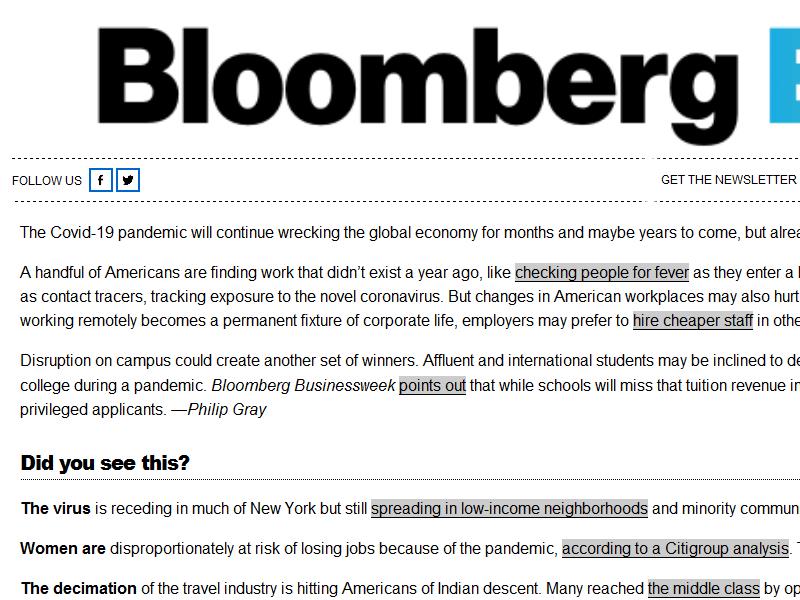 Bloomberg
FOLLOW US
GET THE NEWSLETTER
The Covid-19 pandemic will continue wrecking the global economy for months and maybe years to come, but
A handful of Americans are finding work that didn't exist a year ago, like checking people for fever as they enter a
as contact tracers, tracking exposure to the novel coronavirus. But changes in American workplaces may also hurt
working remotely becomes a permanent fixture of corporate life, employers may prefer to hire cheaper staff in
Disruption on campus could create another set of winners. Affluent and international students may be inclined to
college during a pandemic. Bloomberg Businessweek points out that while schools will miss that tuition revenue
privileged applicants. —Philip Gray
Did you see this?
The virus is receding in much of New York but still spreading in low-income neighborhoods and minority
Women are disproportionately at risk of losing jobs because of the pandemic, according to a Citigroup analysis.
The decimation of the travel industry is hitting Americans of Indian descent. Many reached the middle class by